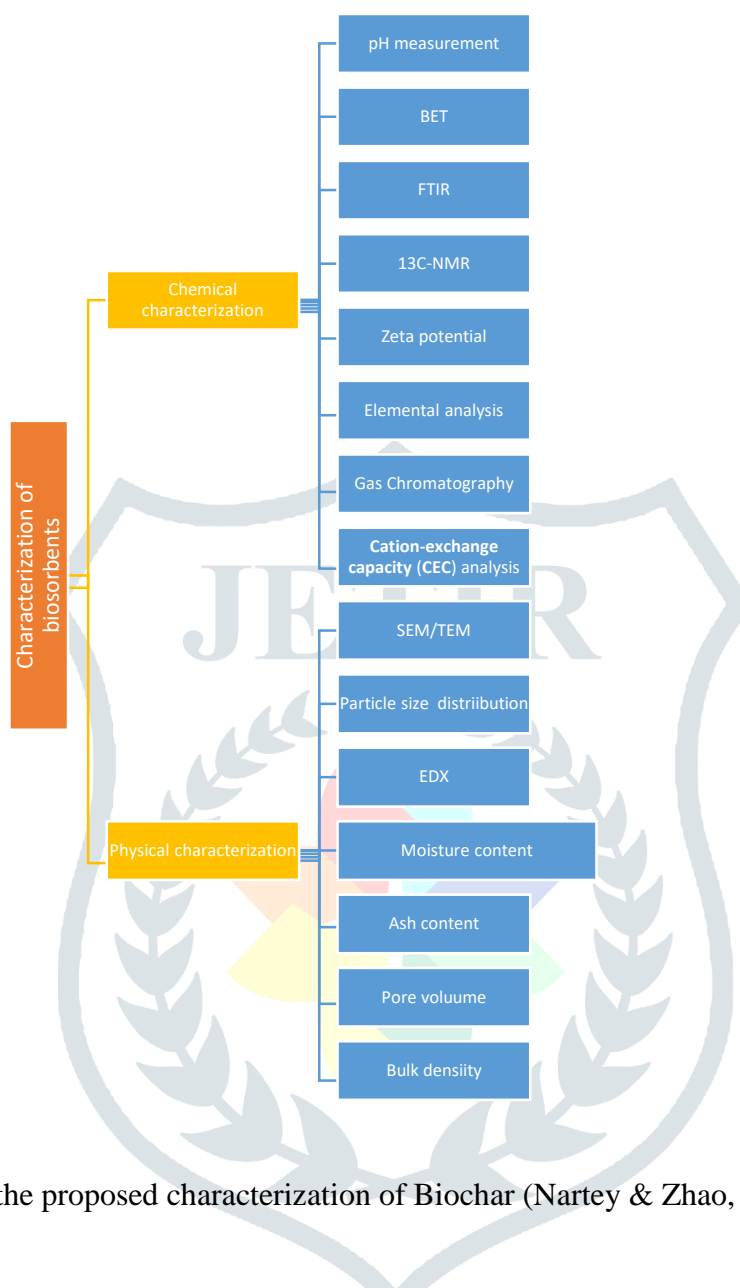 Characterization of
biosorbents
Chemical
characterization
pH measurement
BET
FTIR
13C-NMR
Zeta potential
Elemental analysis
Gas Chromatography
Cation-exchange
capacity (CEC) analysis
Physical characterization
SEM/TEM
Particle size distriibution
EDX
Moisture content
Ash content
Pore voluume
Bulk densiity
JETIR
the proposed characterization of Biochar (Nartey & Zhao,